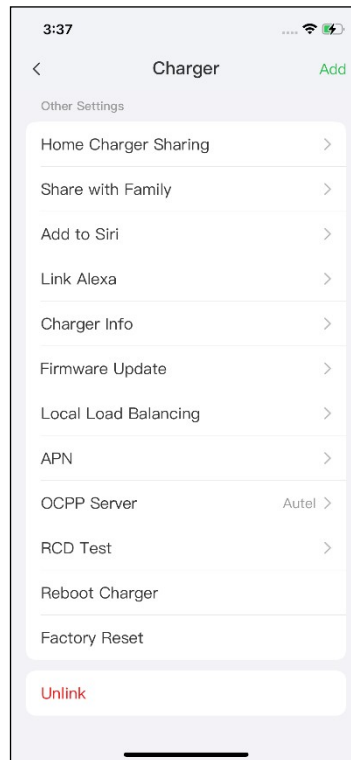 3:37
Charger
Add
Other Settings
Home Charger Sharing
Share with Family
Add to Siri
Link Alexa
Charger Info
Firmware Update
Local Load Balancing
APN
OCPP Server Autel
RCD Test
Reboot Charger
Factory Reset
Unlink